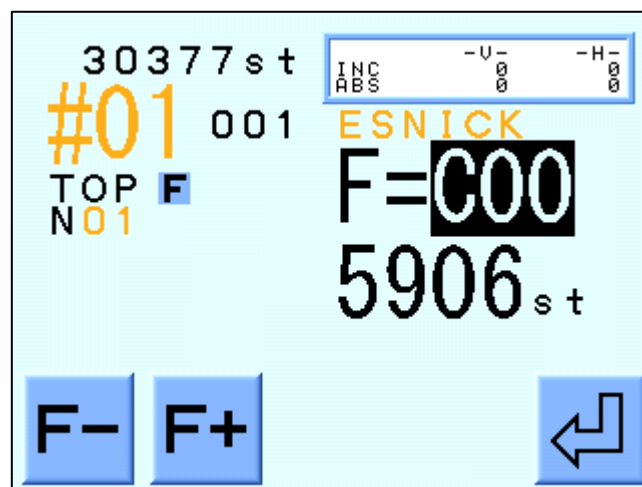 30377st
#01 001
TOP F
N01
-V- -H-
INC 0 0
ABS 0 0
ESNICK
F=C00
5906st
F- F+